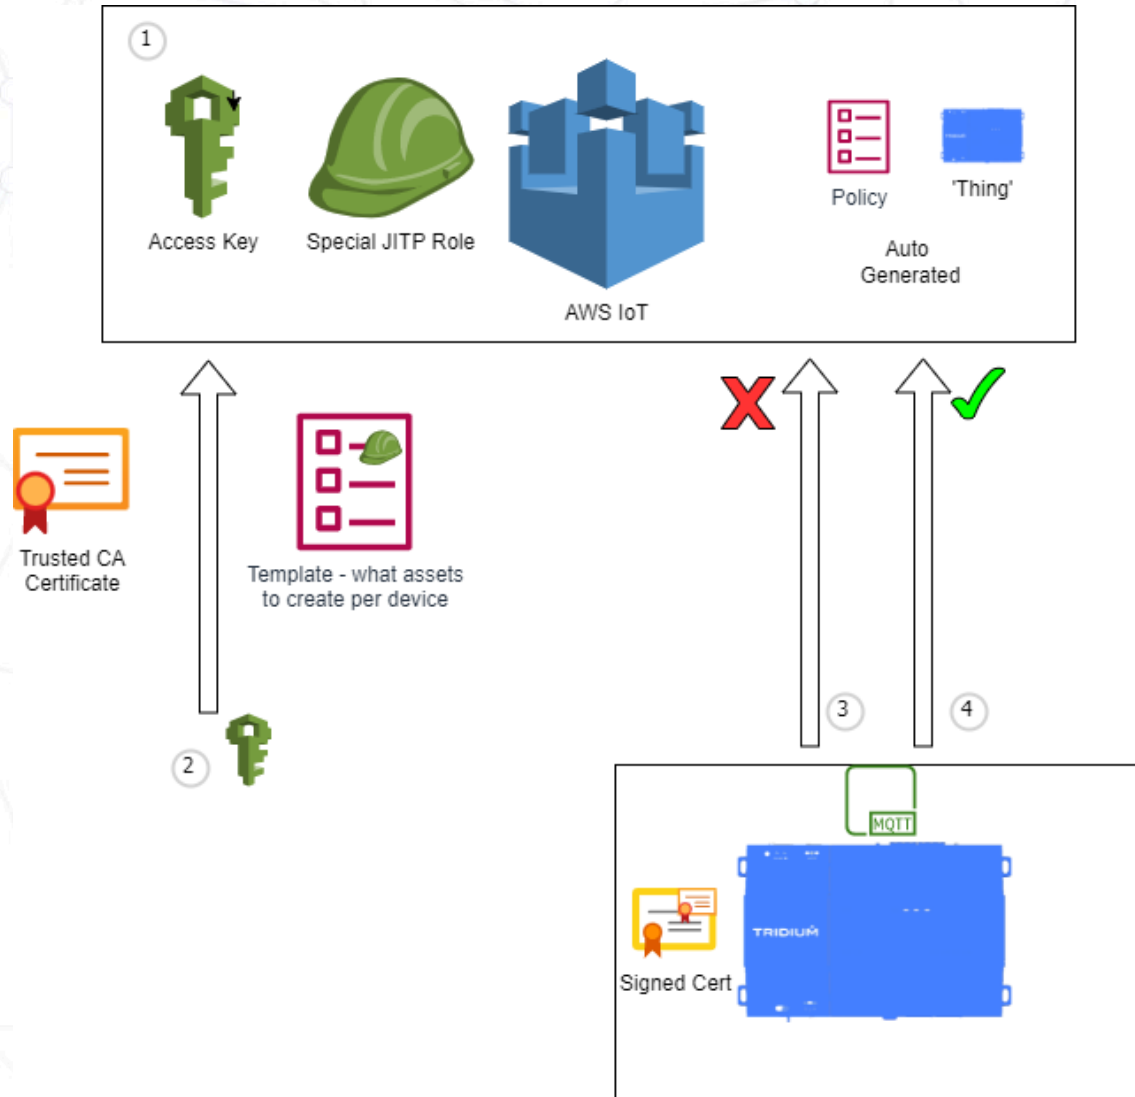 1
Access Key
Special JITP Role
AWS IoT
Policy
'Thing'
Auto
Generated
Trusted CA
Certificate
Template - what assets
to create per device
2
3
4
MQTT
TRIDIUM
Signed Cert